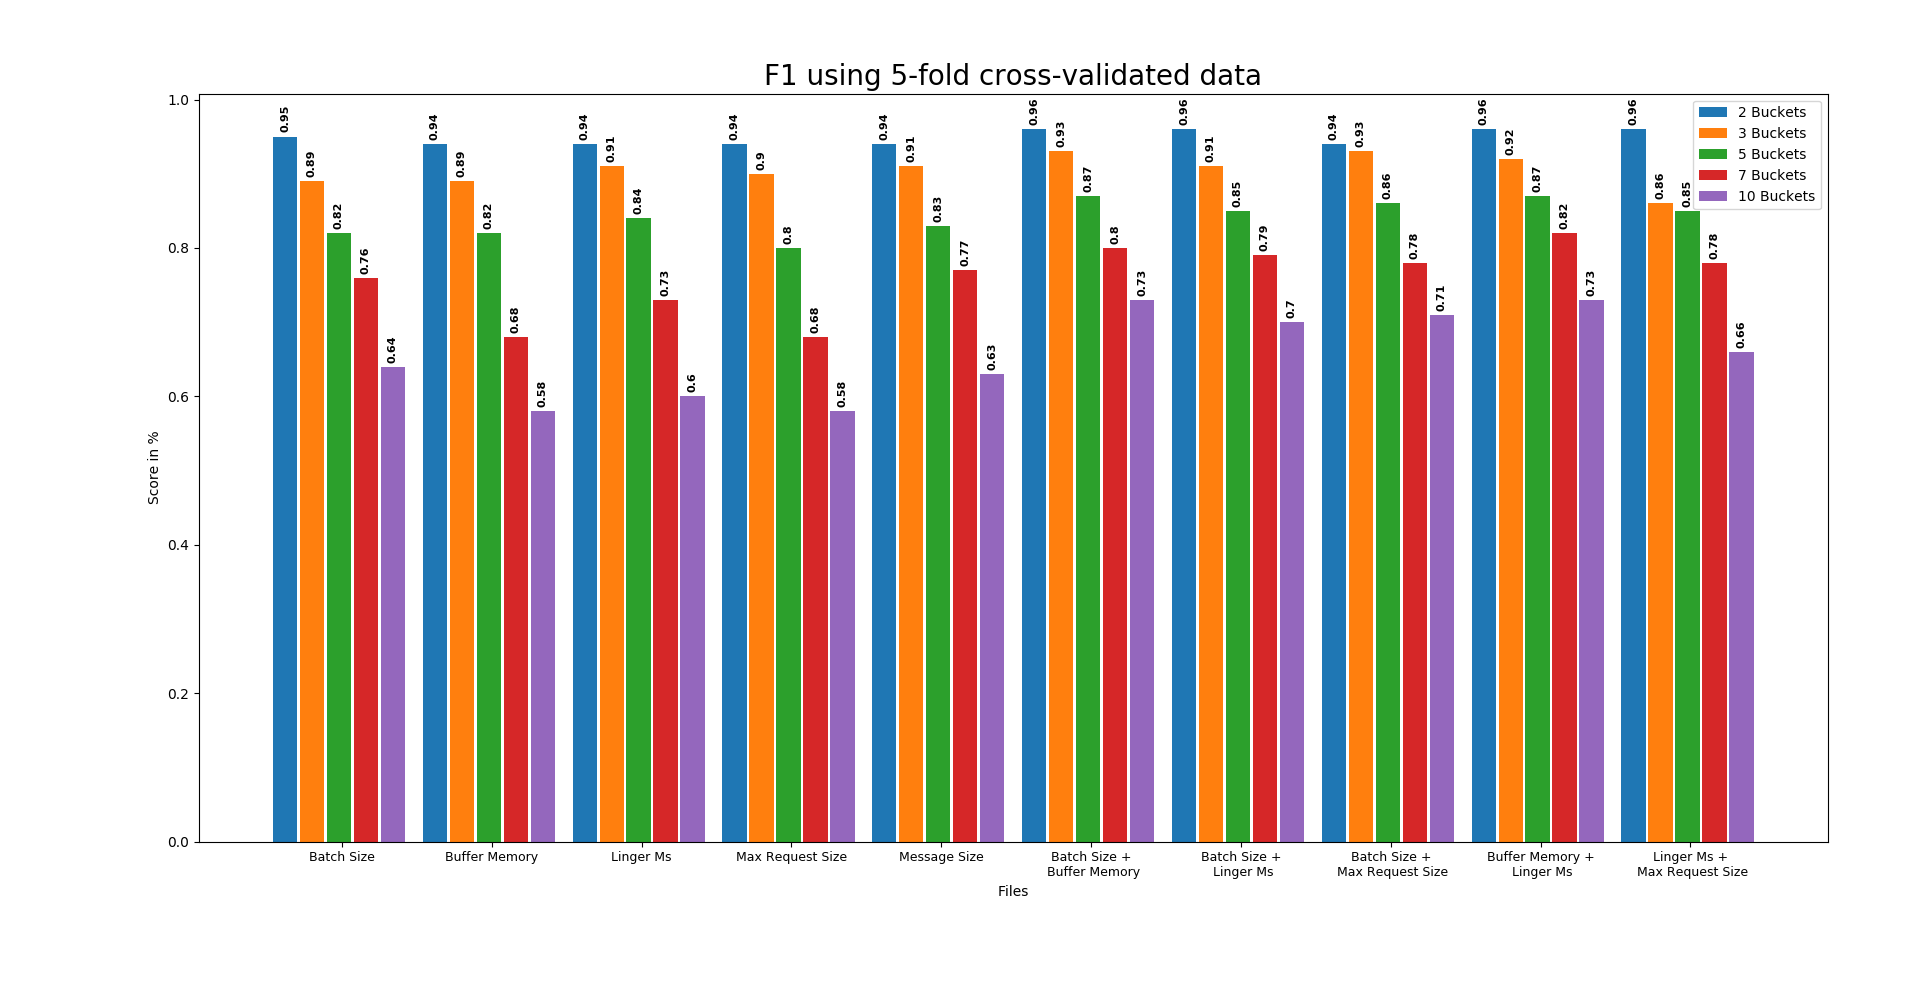 F1 using 5-fold cross-validated data
1.0
0.8
0.6
0.4
0.2
0.0
Score in %
0.95
0.89
0.82
0.76
0.64
0.94
0.89
0.82
0.68
0.58
0.94
0.91
0.84
0.73
0.6
0.94
0.9
0.8
0.68
0.58
0.94
0.91
0.83
0.77
0.63
0.96
0.93
0.87
0.8
0.73
0.96
0.91
0.85
0.79
0.7
0.94
0.93
0.86
0.78
0.71
0.96
0.92
0.87
0.82
0.73
0.96
0.86
0.85
0.78
0.66
2 Buckets
3 Buckets
5 Buckets
7 Buckets
10 Buckets
Batch Size
Buffer Memory
Linger Ms
Max Request Size
Message Size
Batch Size +
Buffer Memory
Batch Size +
Linger Ms
Batch Size +
Max Request Size
Buffer Memory +
Linger Ms
Linger Ms +
Max Request Size
Files